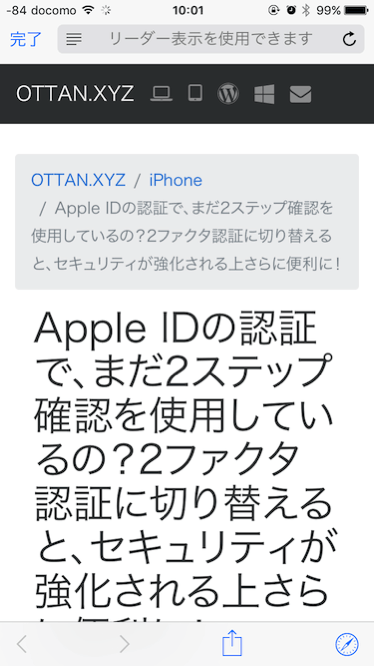 -84 docomo 10:01 99%
完了 リーダー表示を使用できます
OTTAN.XYZ
OTTAN.XYZ / iPhone
/ Apple IDの認証で、まだ2ステップ確認を
使用しているの？2ファクタ認証に切り替える
と、セキュリティが強化される上さらに便利に！
Apple IDの認証
で、まだ2ステップ
確認を使用してい
るの？2ファクタ
認証に切り替える
と、セキュリティが
強化される上さら
に便利に！